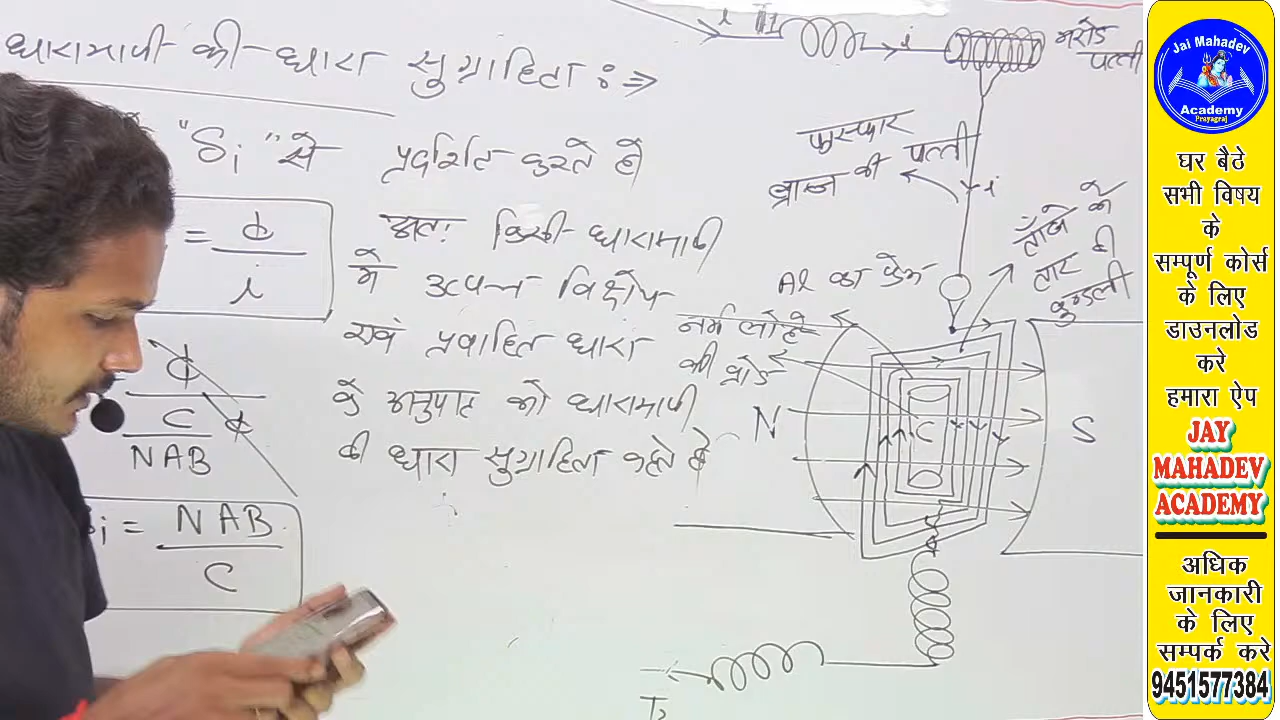 धारामापी की धारा सुग्राहिता :⇒
"Si" से प्रदर्शित करते हैं
= ϕ / i
अतः किसी धारामापी
में उत्पन्न विक्षेप
एवं प्रवाहित धारा
के अनुपात को धारामापी
की धारा सुग्राहिता कहते हैं
ϕ
C ϕ
NAB
Si = NAB / C
i T1
i
मरोड़
पत्ती
फास्फर
ब्रान्ज की पत्ती
i
ताँबे के
तार की
कुण्डली
Al का फ्रेम
नर्म लोहे
की क्रोड
N
C
S
T2
Jai Mahadev
Academy
Prayagraj
घर बैठे
सभी विषय
के
सम्पूर्ण कोर्स
के लिए
डाउनलोड
करे
हमारा ऐप
JAY
MAHADEV
ACADEMY
अधिक
जानकारी
के लिए
सम्पर्क करे
9451577384